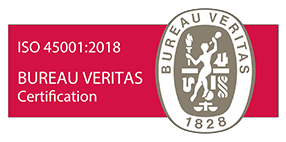 ISO 45001:2018
BUREAU VERITAS
Certification
BUREAU VERITAS
1828